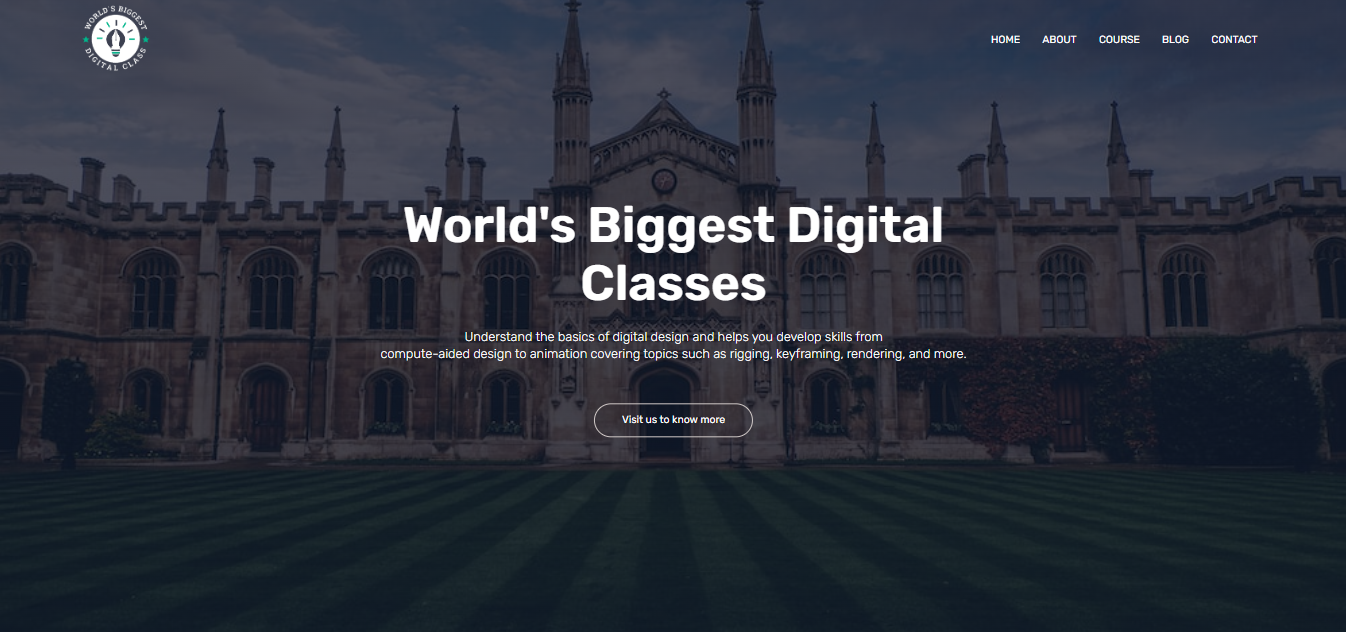 WORLD'S BIGGEST
DIGITAL CLASS
HOME ABOUT COURSE BLOG CONTACT
World's Biggest Digital
Classes
Understand the basics of digital design and helps you develop skills from
compute-aided design to animation covering topics such as rigging, keyframing, rendering, and more.
Visit us to know more